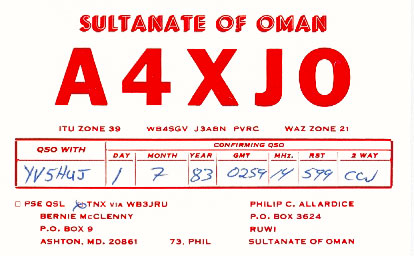 SULTANATE OF OMAN
A4XJO
ITU ZONE 39 WB4SGV J3ABN PVRC WAZ ZONE 21
QSO WITH CONFIRMING QSO
DAY MONTH YEAR GMT MHz. RST 2 WAY
YV5HUJ 1 7 83 0259 14 599 CW
PSE QSL TNX VIA WB3JRU PHILIP C. ALLARDICE
BERNIE McCLENNY P.O. BOX 3624
P.O. BOX 9 RUWI
ASHTON, MD. 20861 73, PHIL SULTANATE OF OMAN